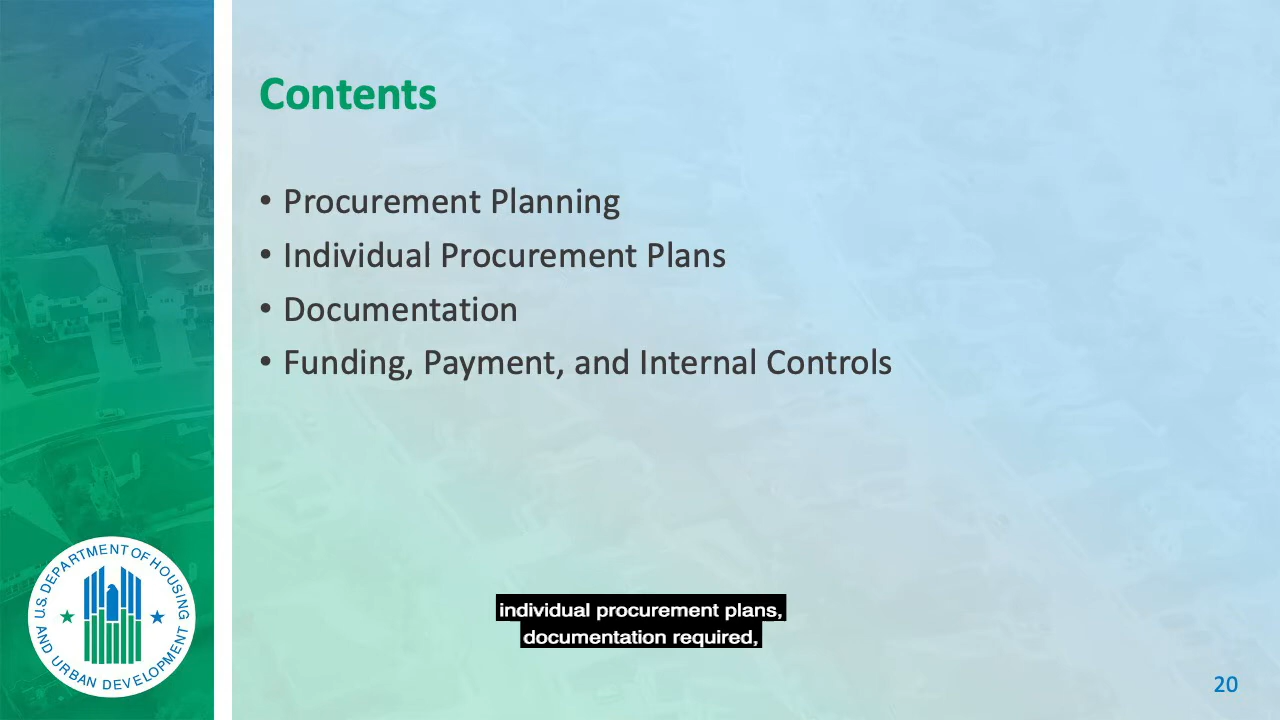 Contents
• Procurement Planning
• Individual Procurement Plans
• Documentation
• Funding, Payment, and Internal Controls
individual procurement plans,
documentation required,
U.S. DEPARTMENT OF HOUSING
AND URBAN DEVELOPMENT
20